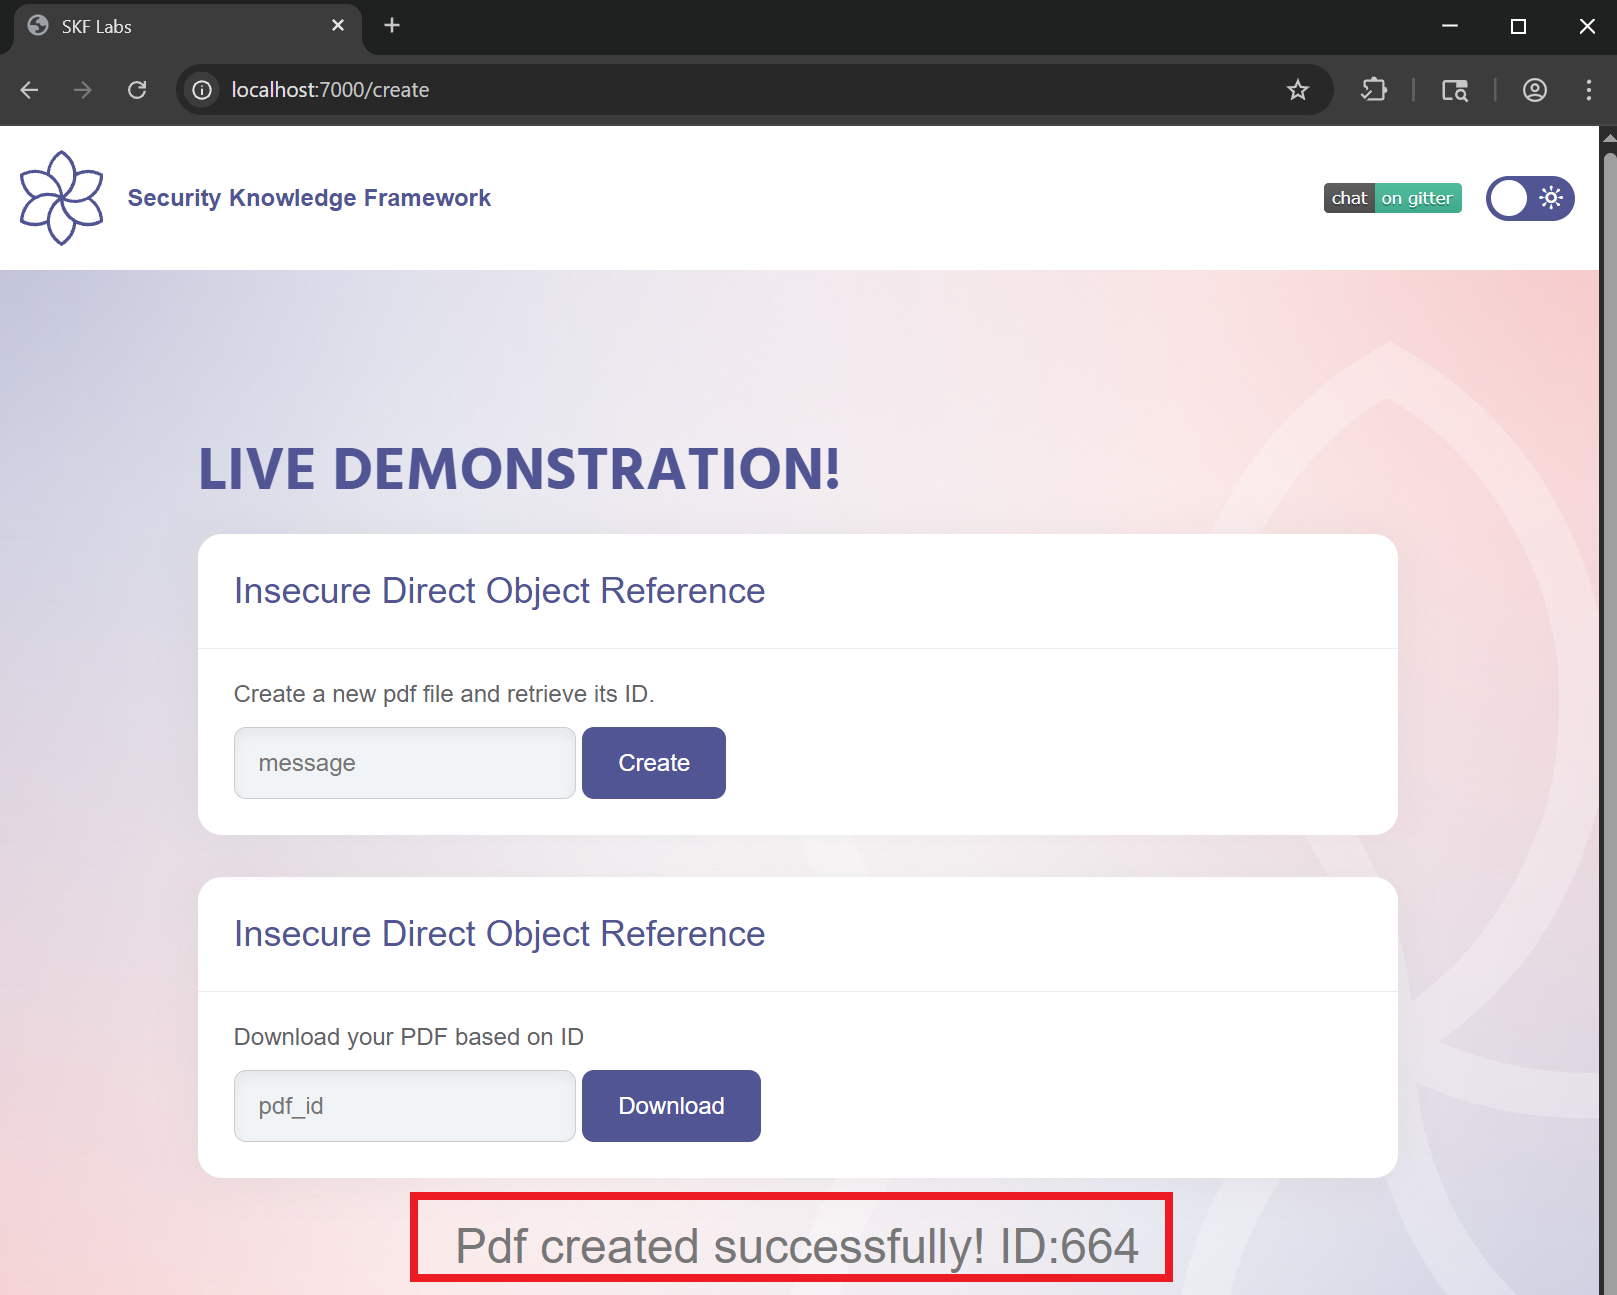 SKF Labs
localhost:7000/create
Security Knowledge Framework
chat on gitter
LIVE DEMONSTRATION!
Insecure Direct Object Reference
Create a new pdf file and retrieve its ID.
message Create
Insecure Direct Object Reference
Download your PDF based on ID
pdf_id Download
Pdf created successfully! ID:664